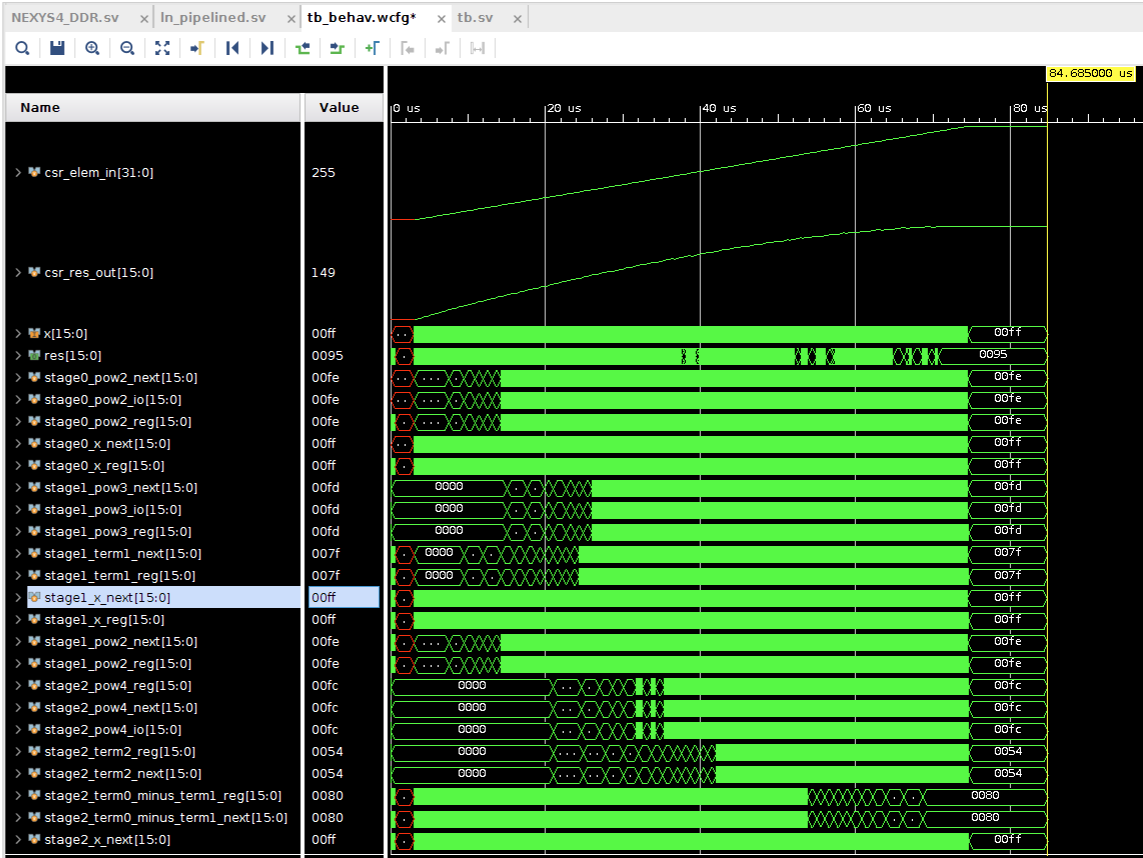 NEXYS4_DDR.sv × ln_pipelined.sv × tb_behav.wcfg* × tb.sv ×
84.685000 us
Name Value 0 us 20 us 40 us 60 us 80 us
csr_elem_in[31:0] 255
csr_res_out[15:0] 149
x[15:0] 00ff .. 00ff
res[15:0] 0095 . 0095
stage0_pow2_next[15:0] 00fe .. ... . 00fe
stage0_pow2_io[15:0] 00fe .. ... . 00fe
stage0_pow2_reg[15:0] 00fe . ... . 00fe
stage0_x_next[15:0] 00ff .. 00ff
stage0_x_reg[15:0] 00ff . 00ff
stage1_pow3_next[15:0] 00fd 0000 . . 00fd
stage1_pow3_io[15:0] 00fd 0000 . . 00fd
stage1_pow3_reg[15:0] 00fd 0000 . . 00fd
stage1_term1_next[15:0] 007f . 0000 . . 007f
stage1_term1_reg[15:0] 007f . 0000 . . 007f
stage1_x_next[15:0] 00ff . 00ff
stage1_x_reg[15:0] 00ff . 00ff
stage1_pow2_next[15:0] 00fe . ... . 00fe
stage1_pow2_reg[15:0] 00fe . ... . 00fe
stage2_pow4_reg[15:0] 00fc 0000 .. . 00fc
stage2_pow4_next[15:0] 00fc 0000 .. . 00fc
stage2_pow4_io[15:0] 00fc 0000 .. . 00fc
stage2_term2_reg[15:0] 0054 0000 ... .. . 0054
stage2_term2_next[15:0] 0054 0000 ... .. . 0054
stage2_term0_minus_term1_reg[15:0] 0080 . . . 0080
stage2_term0_minus_term1_next[15:0] 0080 . . . 0080
stage2_x_next[15:0] 00ff . 00ff